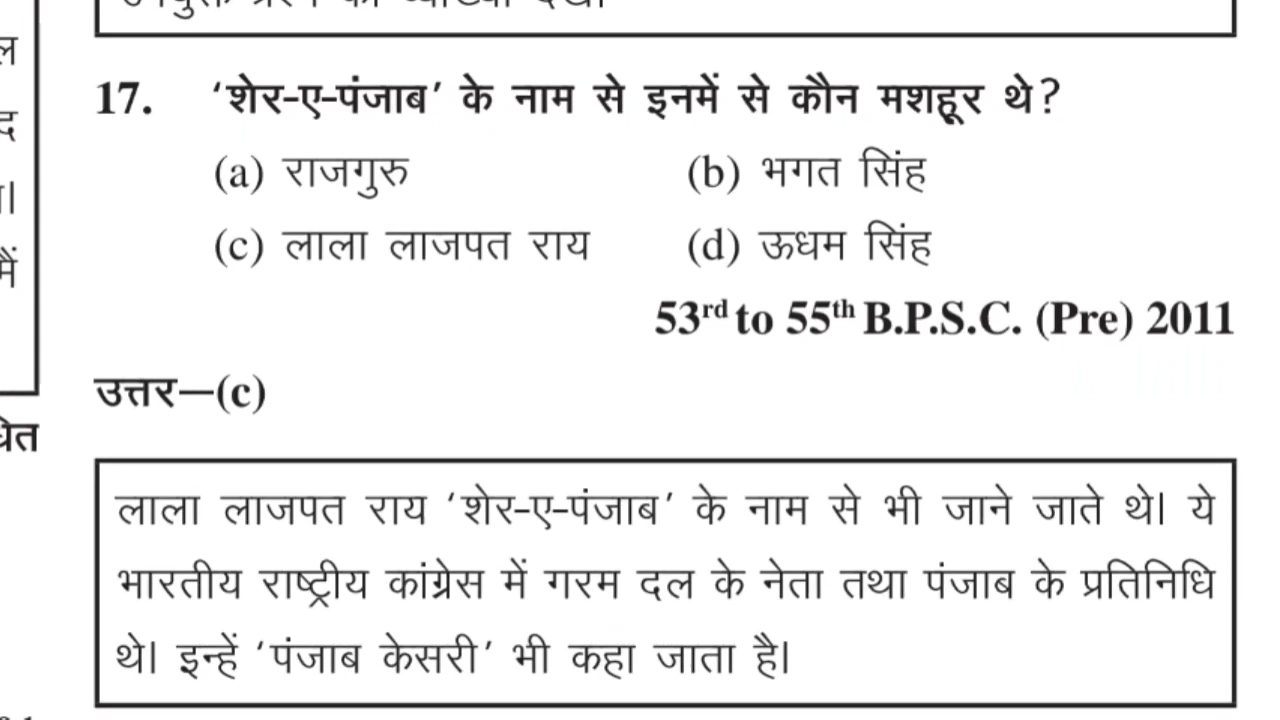 ल
द
।
में
धित
17. ‘शेर-ए-पंजाब’ के नाम से इनमें से कौन मशहूर थे?
(a) राजगुरु (b) भगत सिंह
(c) लाला लाजपत राय (d) ऊधम सिंह
53rd to 55th B.P.S.C. (Pre) 2011
उत्तर—(c)
लाला लाजपत राय ‘शेर-ए-पंजाब’ के नाम से भी जाने जाते थे। ये
भारतीय राष्ट्रीय कांग्रेस में गरम दल के नेता तथा पंजाब के प्रतिनिधि
थे। इन्हें ‘पंजाब केसरी’ भी कहा जाता है।